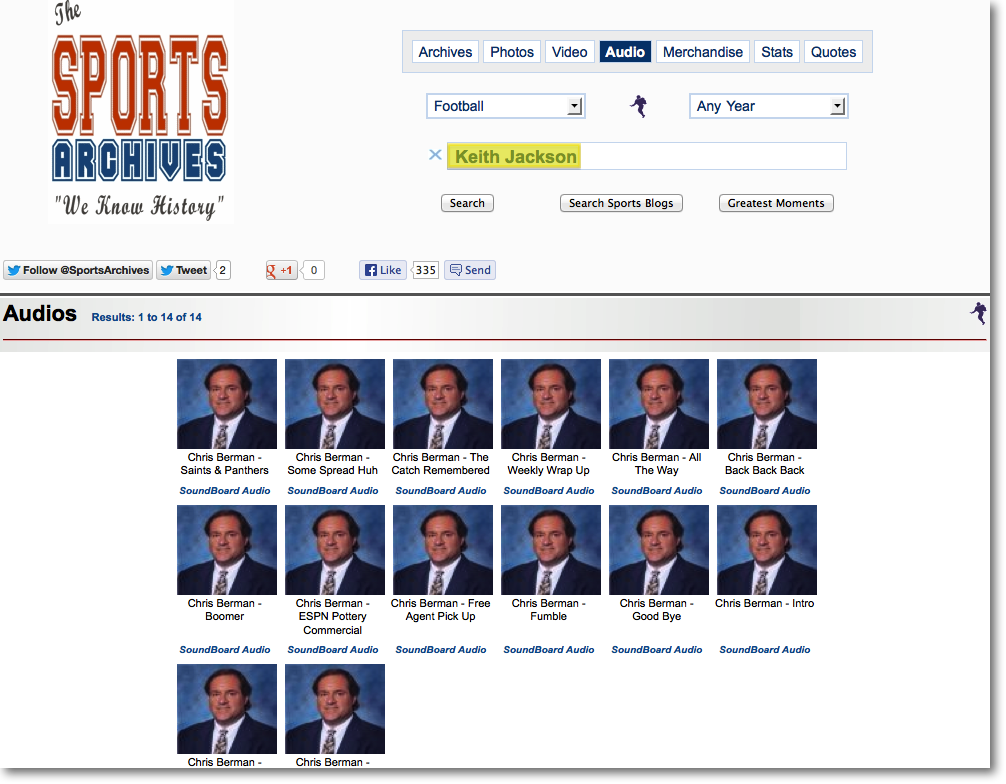 The
SPORTS
ARCHIVES
"We Know History"
Archives Photos Video Audio Merchandise Stats Quotes
Football Any Year
× Keith Jackson
Search Search Sports Blogs Greatest Moments
Follow @SportsArchives Tweet 2 g +1 0 Like 335 Send
Audios Results: 1 to 14 of 14
Chris Berman -
Saints & Panthers
SoundBoard Audio
Chris Berman -
Some Spread Huh
SoundBoard Audio
Chris Berman - The
Catch Remembered
SoundBoard Audio
Chris Berman -
Weekly Wrap Up
SoundBoard Audio
Chris Berman - All
The Way
SoundBoard Audio
Chris Berman -
Back Back Back
SoundBoard Audio
Chris Berman -
Boomer
SoundBoard Audio
Chris Berman -
ESPN Pottery
Commercial
SoundBoard Audio
Chris Berman - Free
Agent Pick Up
SoundBoard Audio
Chris Berman -
Fumble
SoundBoard Audio
Chris Berman -
Good Bye
SoundBoard Audio
Chris Berman - Intro
SoundBoard Audio
Chris Berman -
Chris Berman -